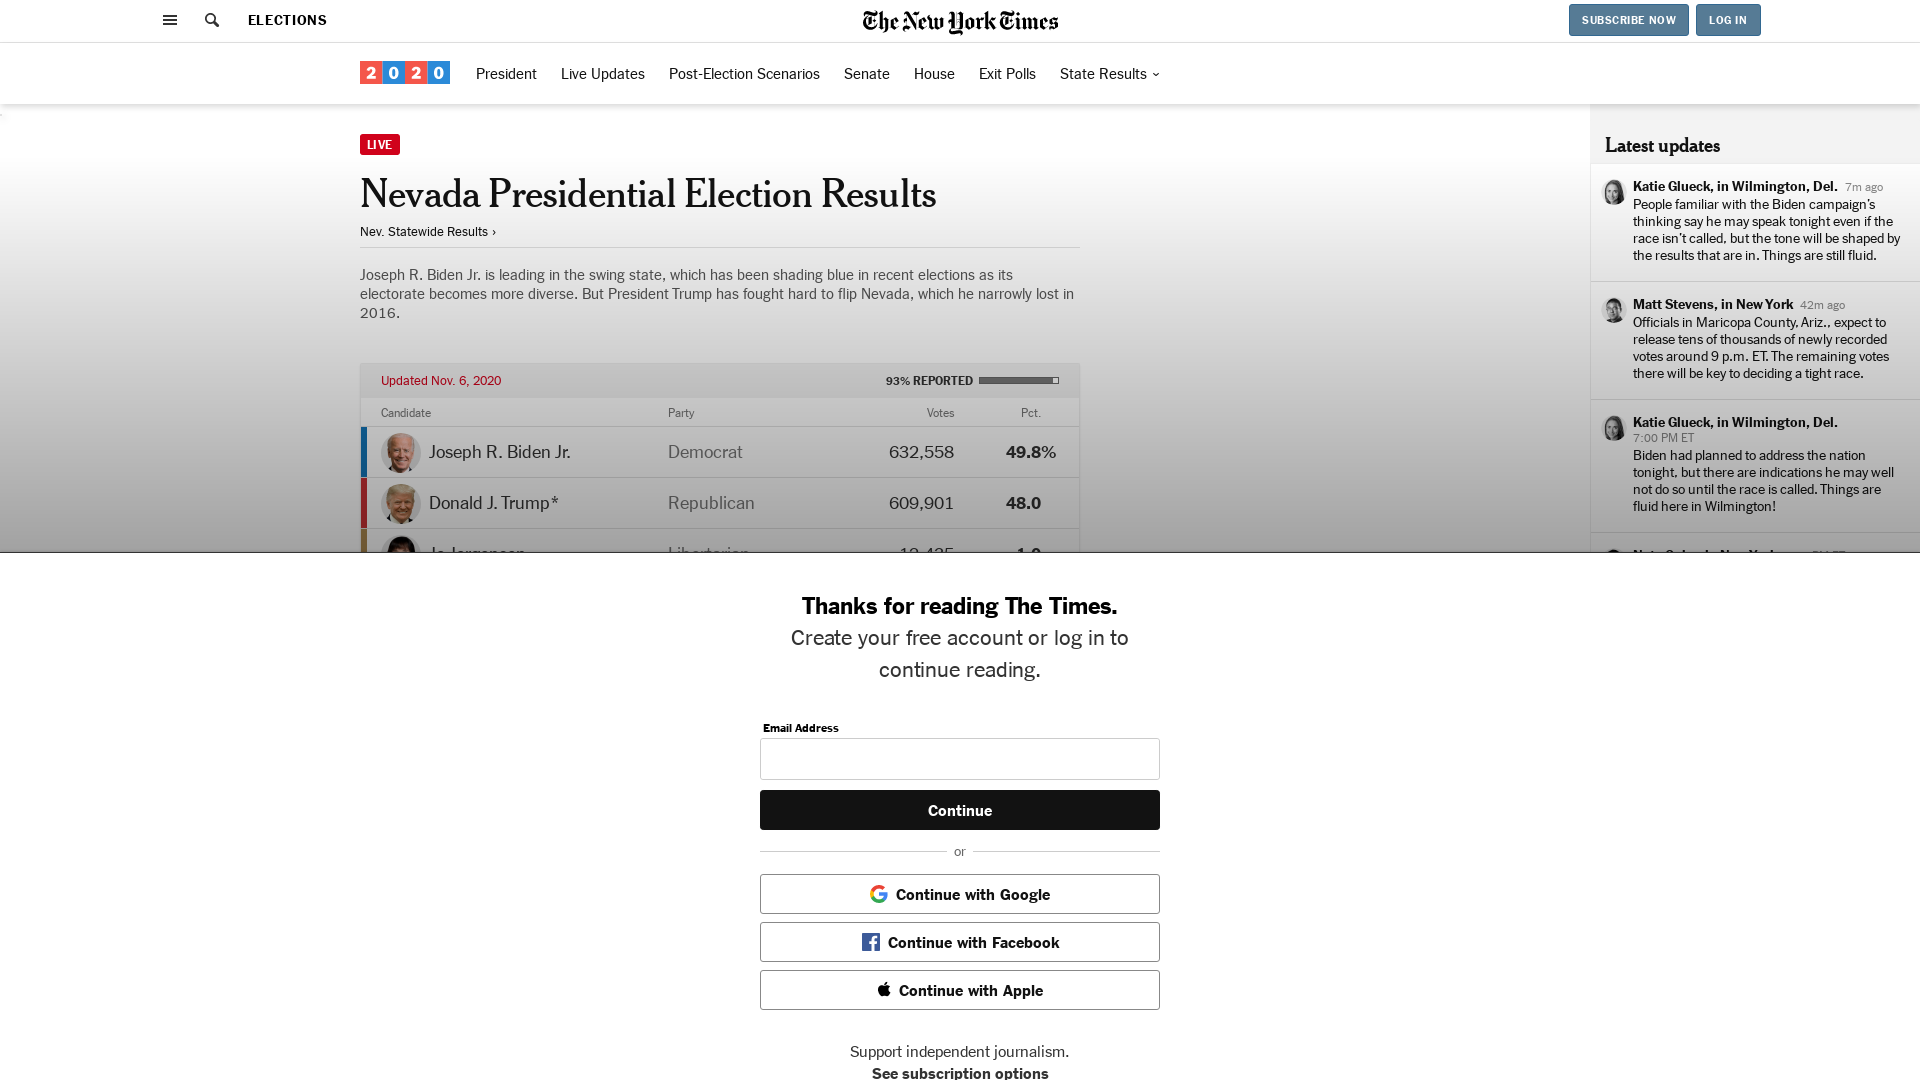 ELECTIONS
The New York Times
SUBSCRIBE NOW
LOG IN
2020
President
Live Updates
Post-Election Scenarios
Senate
House
Exit Polls
State Results
LIVE
Nevada Presidential Election Results
Nev. Statewide Results ›
Joseph R. Biden Jr. is leading in the swing state, which has been shading blue in recent elections as its
electorate becomes more diverse. But President Trump has fought hard to flip Nevada, which he narrowly lost in
2016.
Updated Nov. 6, 2020
93% REPORTED
Candidate Party Votes Pct.
Joseph R. Biden Jr. Democrat 632,558 49.8%
Donald J. Trump* Republican 609,901 48.0
Latest updates
Katie Glueck, in Wilmington, Del. 7m ago
People familiar with the Biden campaign’s
thinking say he may speak tonight even if the
race isn’t called, but the tone will be shaped by
the results that are in. Things are still fluid.
Matt Stevens, in New York 42m ago
Officials in Maricopa County, Ariz., expect to
release tens of thousands of newly recorded
votes around 9 p.m. ET. The remaining votes
there will be key to deciding a tight race.
Katie Glueck, in Wilmington, Del.
7:00 PM ET
Biden had planned to address the nation
tonight, but there are indications he may well
not do so until the race is called. Things are
fluid here in Wilmington!
Thanks for reading The Times.
Create your free account or log in to
continue reading.
Email Address
Continue
or
Continue with Google
Continue with Facebook
Continue with Apple
Support independent journalism.
See subscription options